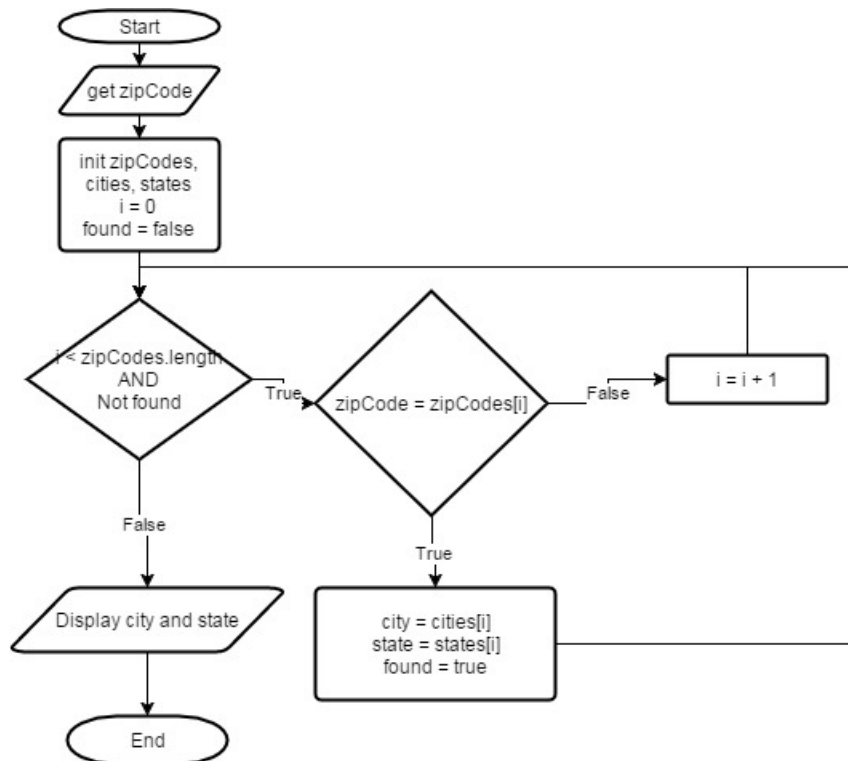 Start
get zipCode
init zipCodes,
cities, states
i = 0
found = false
i < zipCodes.length
AND
Not found
True
zipCode = zipCodes[i]
False
i = i + 1
False
True
Display city and state
city = cities[i]
state = states[i]
found = true
End